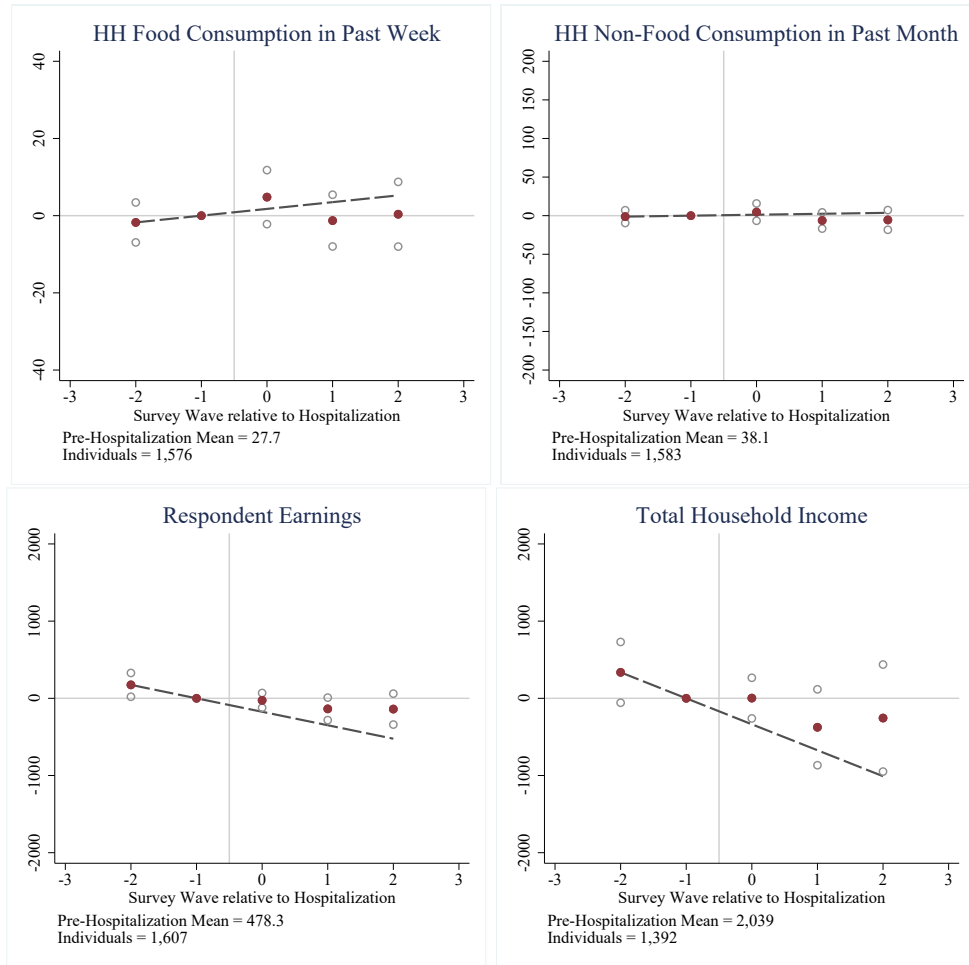 HH Food Consumption in Past Week
40
20
0
-20
-40
-3 -2 -1 0 1 2 3
Survey Wave relative to Hospitalization
Pre-Hospitalization Mean = 27.7
Individuals = 1,576
HH Non-Food Consumption in Past Month
200
150
100
50
0
-50
-100
-150
-200
-3 -2 -1 0 1 2 3
Survey Wave relative to Hospitalization
Pre-Hospitalization Mean = 38.1
Individuals = 1,583
Respondent Earnings
2000
1000
0
-1000
-2000
-3 -2 -1 0 1 2 3
Survey Wave relative to Hospitalization
Pre-Hospitalization Mean = 478.3
Individuals = 1,607
Total Household Income
2000
1000
0
-1000
-2000
-3 -2 -1 0 1 2 3
Survey Wave relative to Hospitalization
Pre-Hospitalization Mean = 2,039
Individuals = 1,392